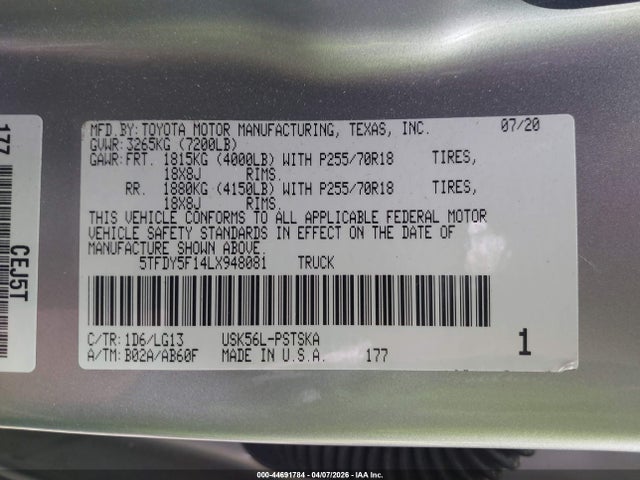 MFD.BY:TOYOTA MOTOR MANUFACTURING, TEXAS, INC. 07/20
GVWR:3265KG (7200LB)
GAWR:FRT. 1815KG (4000LB) WITH P255/70R18 TIRES,
18X8J RIMS.
RR. 1880KG (4150LB) WITH P255/70R18 TIRES,
18X8J RIMS.
THIS VEHICLE CONFORMS TO ALL APPLICABLE FEDERAL MOTOR
VEHICLE SAFETY STANDARDS IN EFFECT ON THE DATE OF
MANUFACTURE SHOWN ABOVE.
5TFDY5F14LX948081 TRUCK
C/TR:1D6/LG13 USK56L-PSTSKA
A/TM:B02A/AB60F MADE IN U.S.A. 177
1
177
CEJ5T
000-44691784 - 04/07/2026 - IAA Inc.